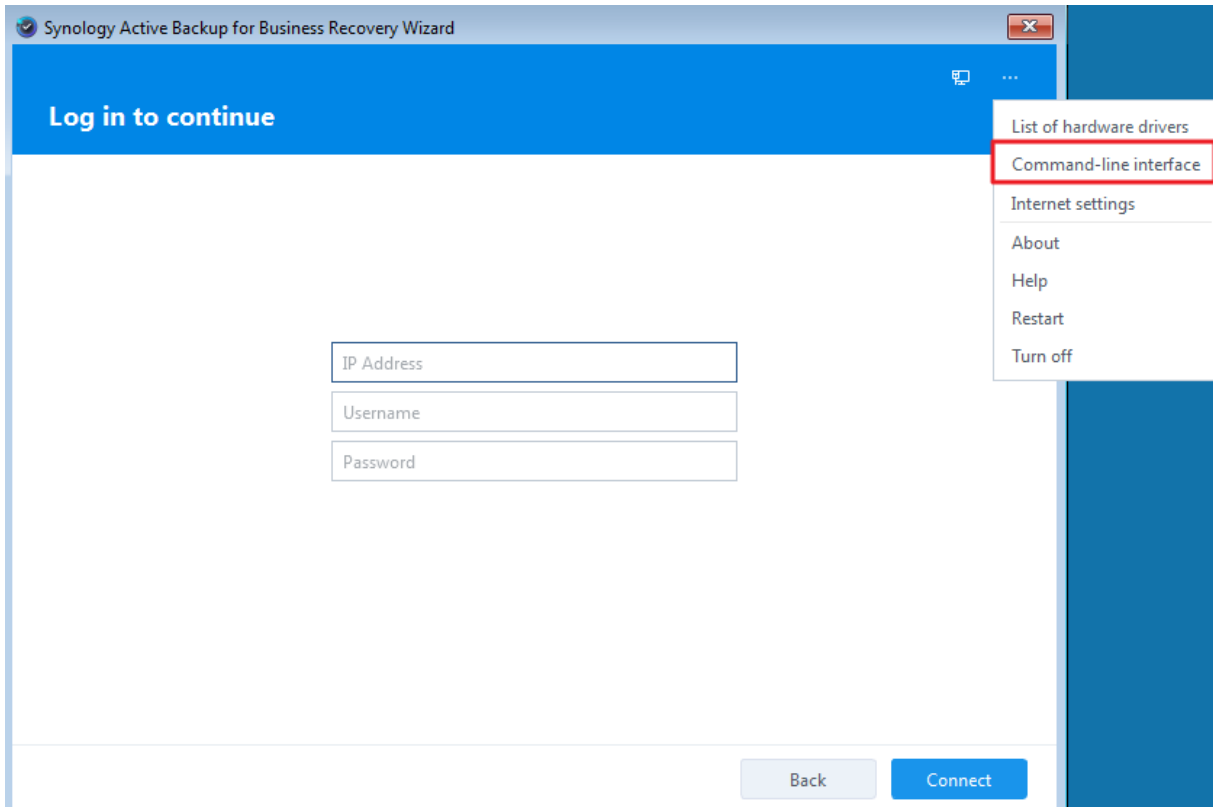 Synology Active Backup for Business Recovery Wizard
Log in to continue
List of hardware drivers
Command-line interface
Internet settings
About
Help
Restart
Turn off
IP Address
Username
Password
Back
Connect